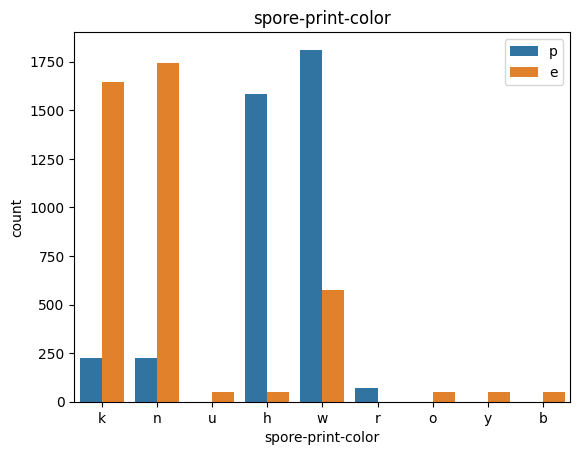 spore-print-color
p
e
1750
1500
1250
1000
750
500
250
0
count
k n u h w r o y b
spore-print-color